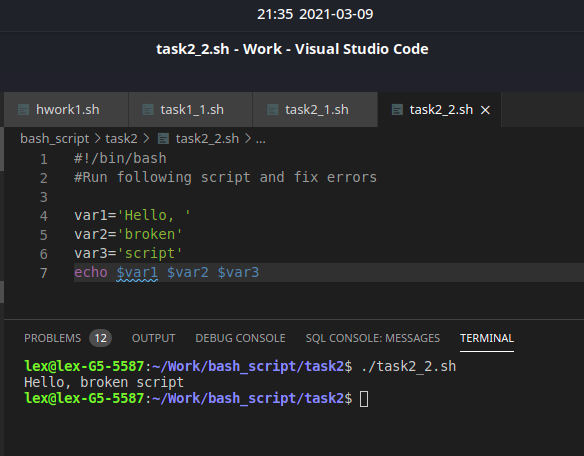 21:35 2021-03-09
task2_2.sh - Work - Visual Studio Code
hwork1.sh task1_1.sh task2_1.sh task2_2.sh ×
bash_script > task2 > task2_2.sh > ...
1 #!/bin/bash
2 #Run following script and fix errors
3
4 var1='Hello, '
5 var2='broken'
6 var3='script'
7 echo $var1 $var2 $var3
PROBLEMS 12 OUTPUT DEBUG CONSOLE SQL CONSOLE: MESSAGES TERMINAL
lex@lex-G5-5587:~/Work/bash_script/task2$ ./task2_2.sh
Hello, broken script
lex@lex-G5-5587:~/Work/bash_script/task2$